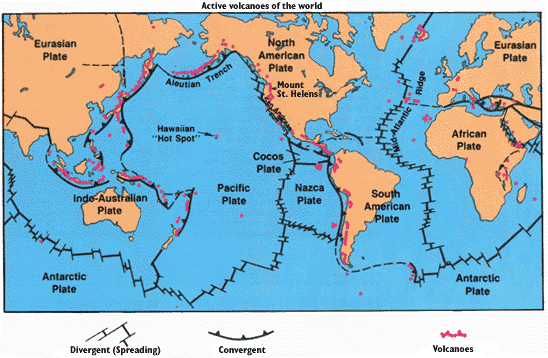 Active volcanoes of the world
Eurasian
Plate
North
American
Plate
Eurasian
Plate
Aleutian Trench
Mount
St. Helens
San Andreas
Mid-Atlantic Ridge
Hawaiian
"Hot Spot"
African
Plate
Cocos
Plate
Indo-Australian
Plate
Pacific
Plate
Nazca
Plate
South
American
Plate
Antarctic
Plate
Antarctic
Plate
Divergent (Spreading)
Convergent
Volcanoes